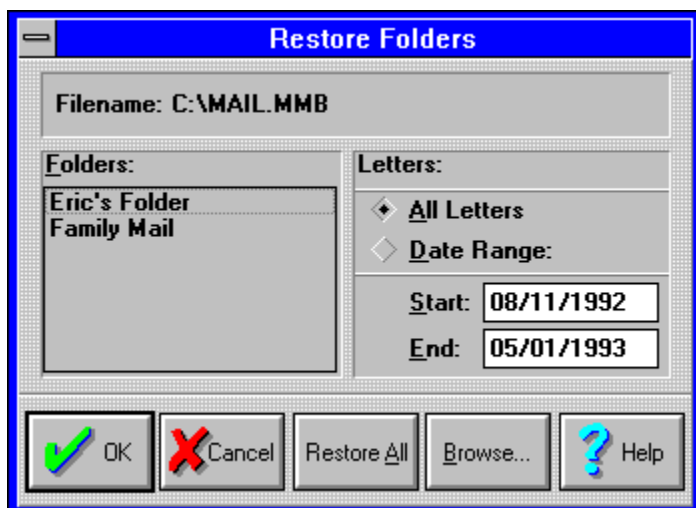 Restore Folders
Filename: C:\MAIL.MMB
Folders:
Eric's Folder
Family Mail
Letters:
All Letters
Date Range:
Start: 08/11/1992
End: 05/01/1993
OK
Cancel
Restore All
Browse...
Help